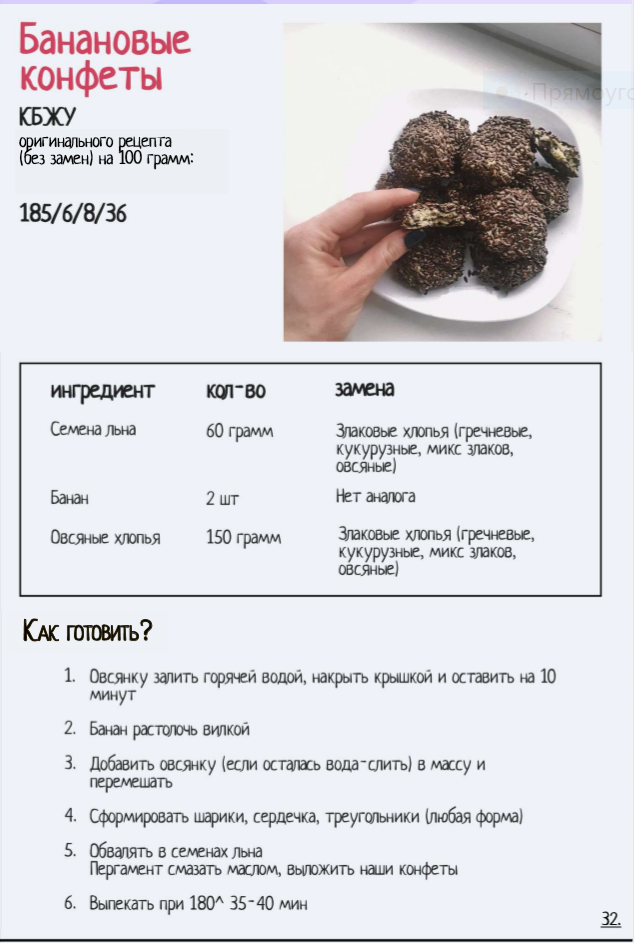 Банановые
конфеты
КБЖУ
оригинального рецепта
(без замен) на 100 грамм:
185/6/8/36
ингредиент кол-во замена
Семена льна 60 грамм Злаковые хлопья (гречневые,
кукурузные, микс злаков,
овсяные)
Банан 2 шт Нет аналога
Овсяные хлопья 150 грамм Злаковые хлопья (гречневые,
кукурузные, микс злаков,
овсяные)
Как готовить?
1. Овсянку залить горячей водой, накрыть крышкой и оставить на 10
минут
2. Банан растолочь вилкой
3. Добавить овсянку (если осталась вода-слить) в массу и
перемешать
4. Сформировать шарики, сердечка, треугольники (любая форма)
5. Обвалять в семенах льна
Пергамент смазать маслом, выложить наши конфеты
6. Выпекать при 180^ 35-40 мин
32.